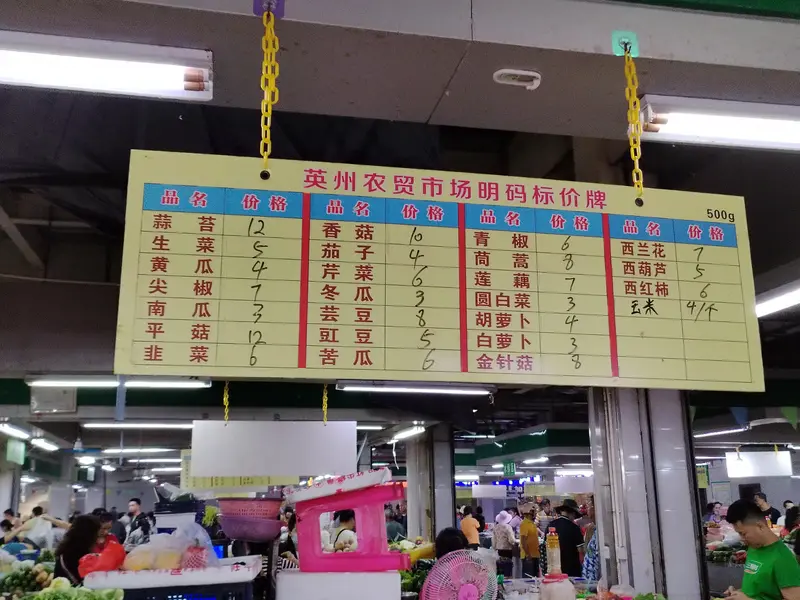 英州农贸市场明码标价牌
500g
品名 价格 品名 价格 品名 价格 品名 价格
蒜苔 12 香菇 10 青椒 6 西兰花 7
生菜 5 茄子 4 茼蒿 8 西葫芦 5
黄瓜 4 芹菜 6 莲藕 7 西红柿 6
尖椒 7 冬瓜 3 圆白菜 3 玉米 4/个
南瓜 3 芸豆 8 胡萝卜 4
平菇 12 豇豆 5 白萝卜 3
韭菜 6 苦瓜 6 金针菇 8